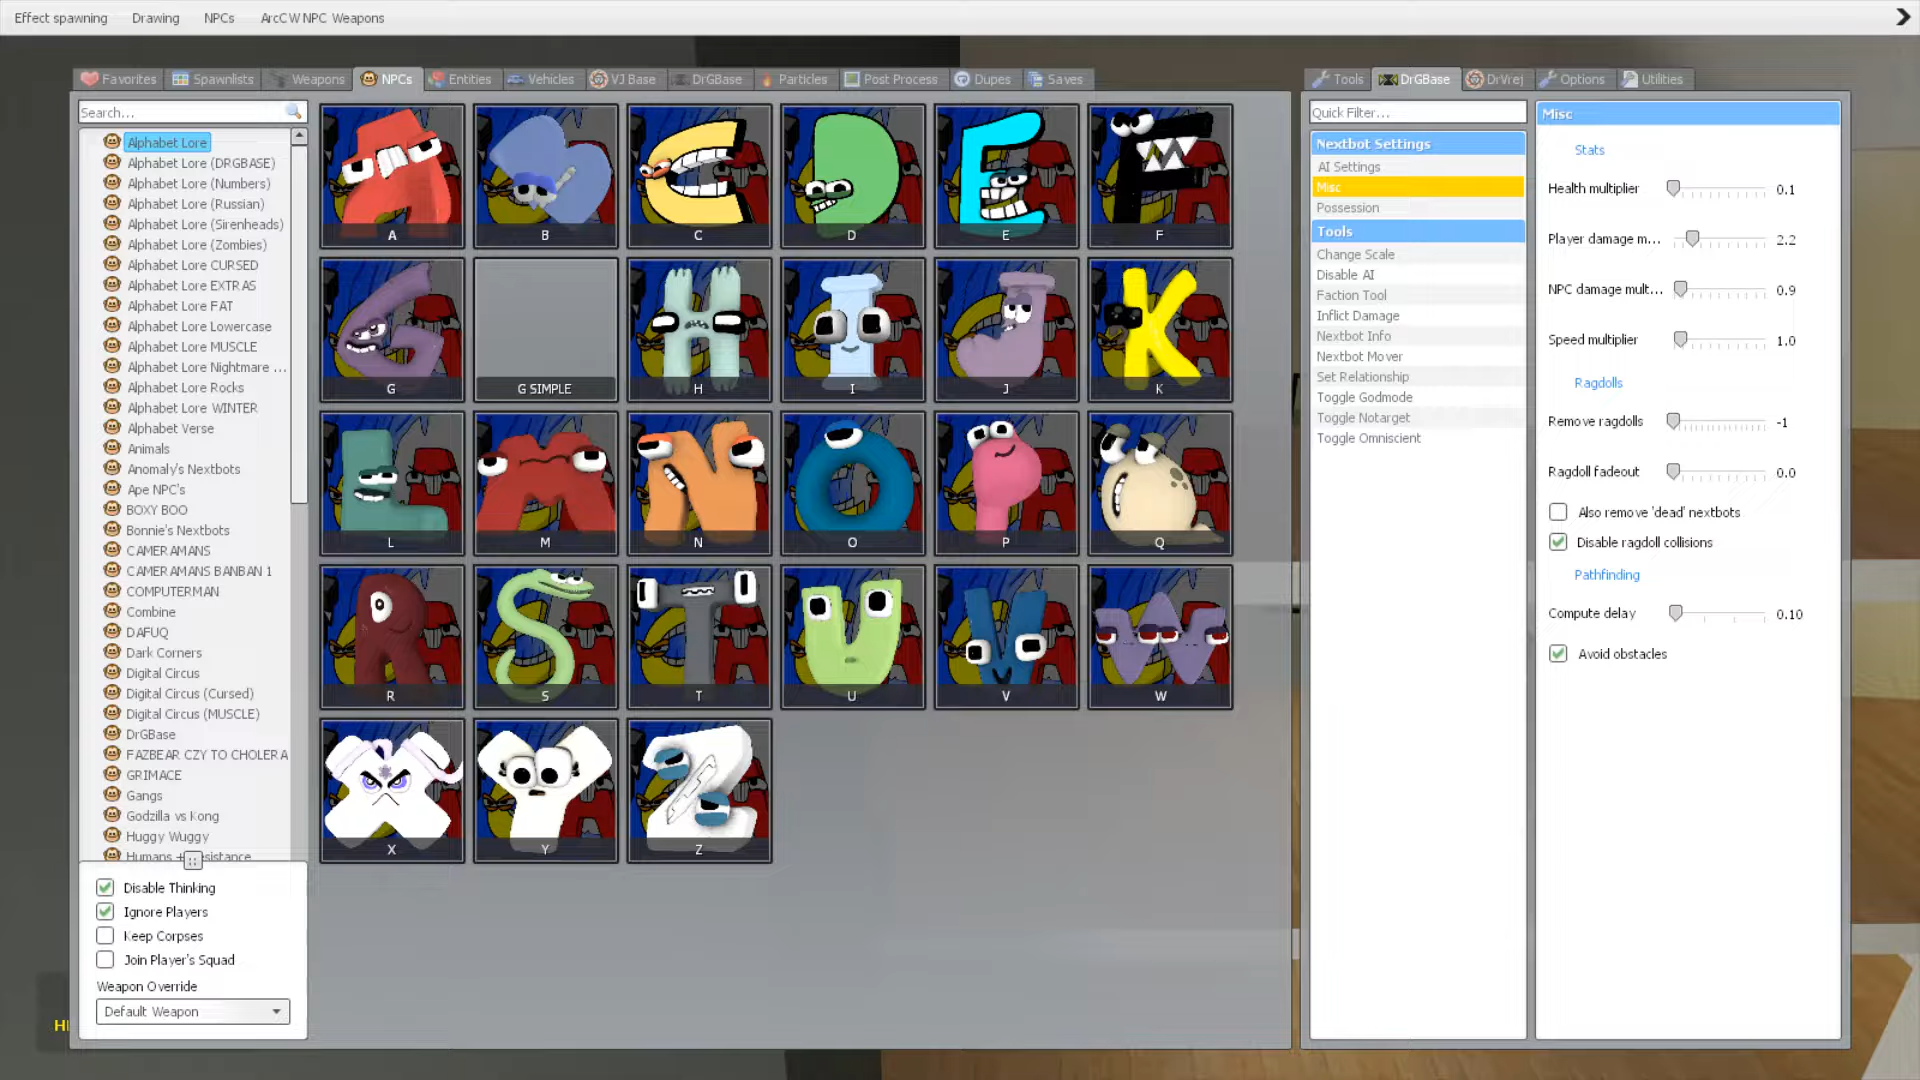 Effect spawning Drawing NPCs ArcCW NPC Weapons
Favorites Spawnlists Weapons NPCs Entities Vehicles VJ Base DrGBase Particles Post Process Dupes Saves
Search...
Alphabet Lore
Alphabet Lore (DRGBASE)
Alphabet Lore (Numbers)
Alphabet Lore (Russian)
Alphabet Lore (Sirenheads)
Alphabet Lore (Zombies)
Alphabet Lore CURSED
Alphabet Lore EXTRAS
Alphabet Lore FAT
Alphabet Lore Lowercase
Alphabet Lore MUSCLE
Alphabet Lore Nightmare ...
Alphabet Lore Rocks
Alphabet Lore WINTER
Alphabet Verse
Animals
Anomaly's Nextbots
Ape NPC's
BOXY BOO
Bonnie's Nextbots
CAMERAMANS
CAMERAMANS BANBAN 1
COMPUTERMAN
Combine
DAFUQ
Dark Corners
Digital Circus
Digital Circus (Cursed)
Digital Circus (MUSCLE)
DrGBase
FAZBEAR CZY TO CHOLERA
GRIMACE
Gangs
Godzilla vs Kong
Huggy Wuggy
Humans +
Disable Thinking
Ignore Players
Keep Corpses
Join Player's Squad
Weapon Override
Default Weapon
A B C D E F
G G SIMPLE H I J K
L M N O P Q
R S T U V W
X Y Z
Tools DrGBase DrVrej Options Utilities
Quick Filter...
Nextbot Settings
AI Settings
Misc
Possession
Tools
Change Scale
Disable AI
Faction Tool
Inflict Damage
Nextbot Info
Nextbot Mover
Set Relationship
Toggle Godmode
Toggle Notarget
Toggle Omniscient
Misc
Stats
Health multiplier 0.1
Player damage m... 2.2
NPC damage mult... 0.9
Speed multiplier 1.0
Ragdolls
Remove ragdolls -1
Ragdoll fadeout 0.0
Also remove 'dead' nextbots
Disable ragdoll collisions
Pathfinding
Compute delay 0.10
Avoid obstacles